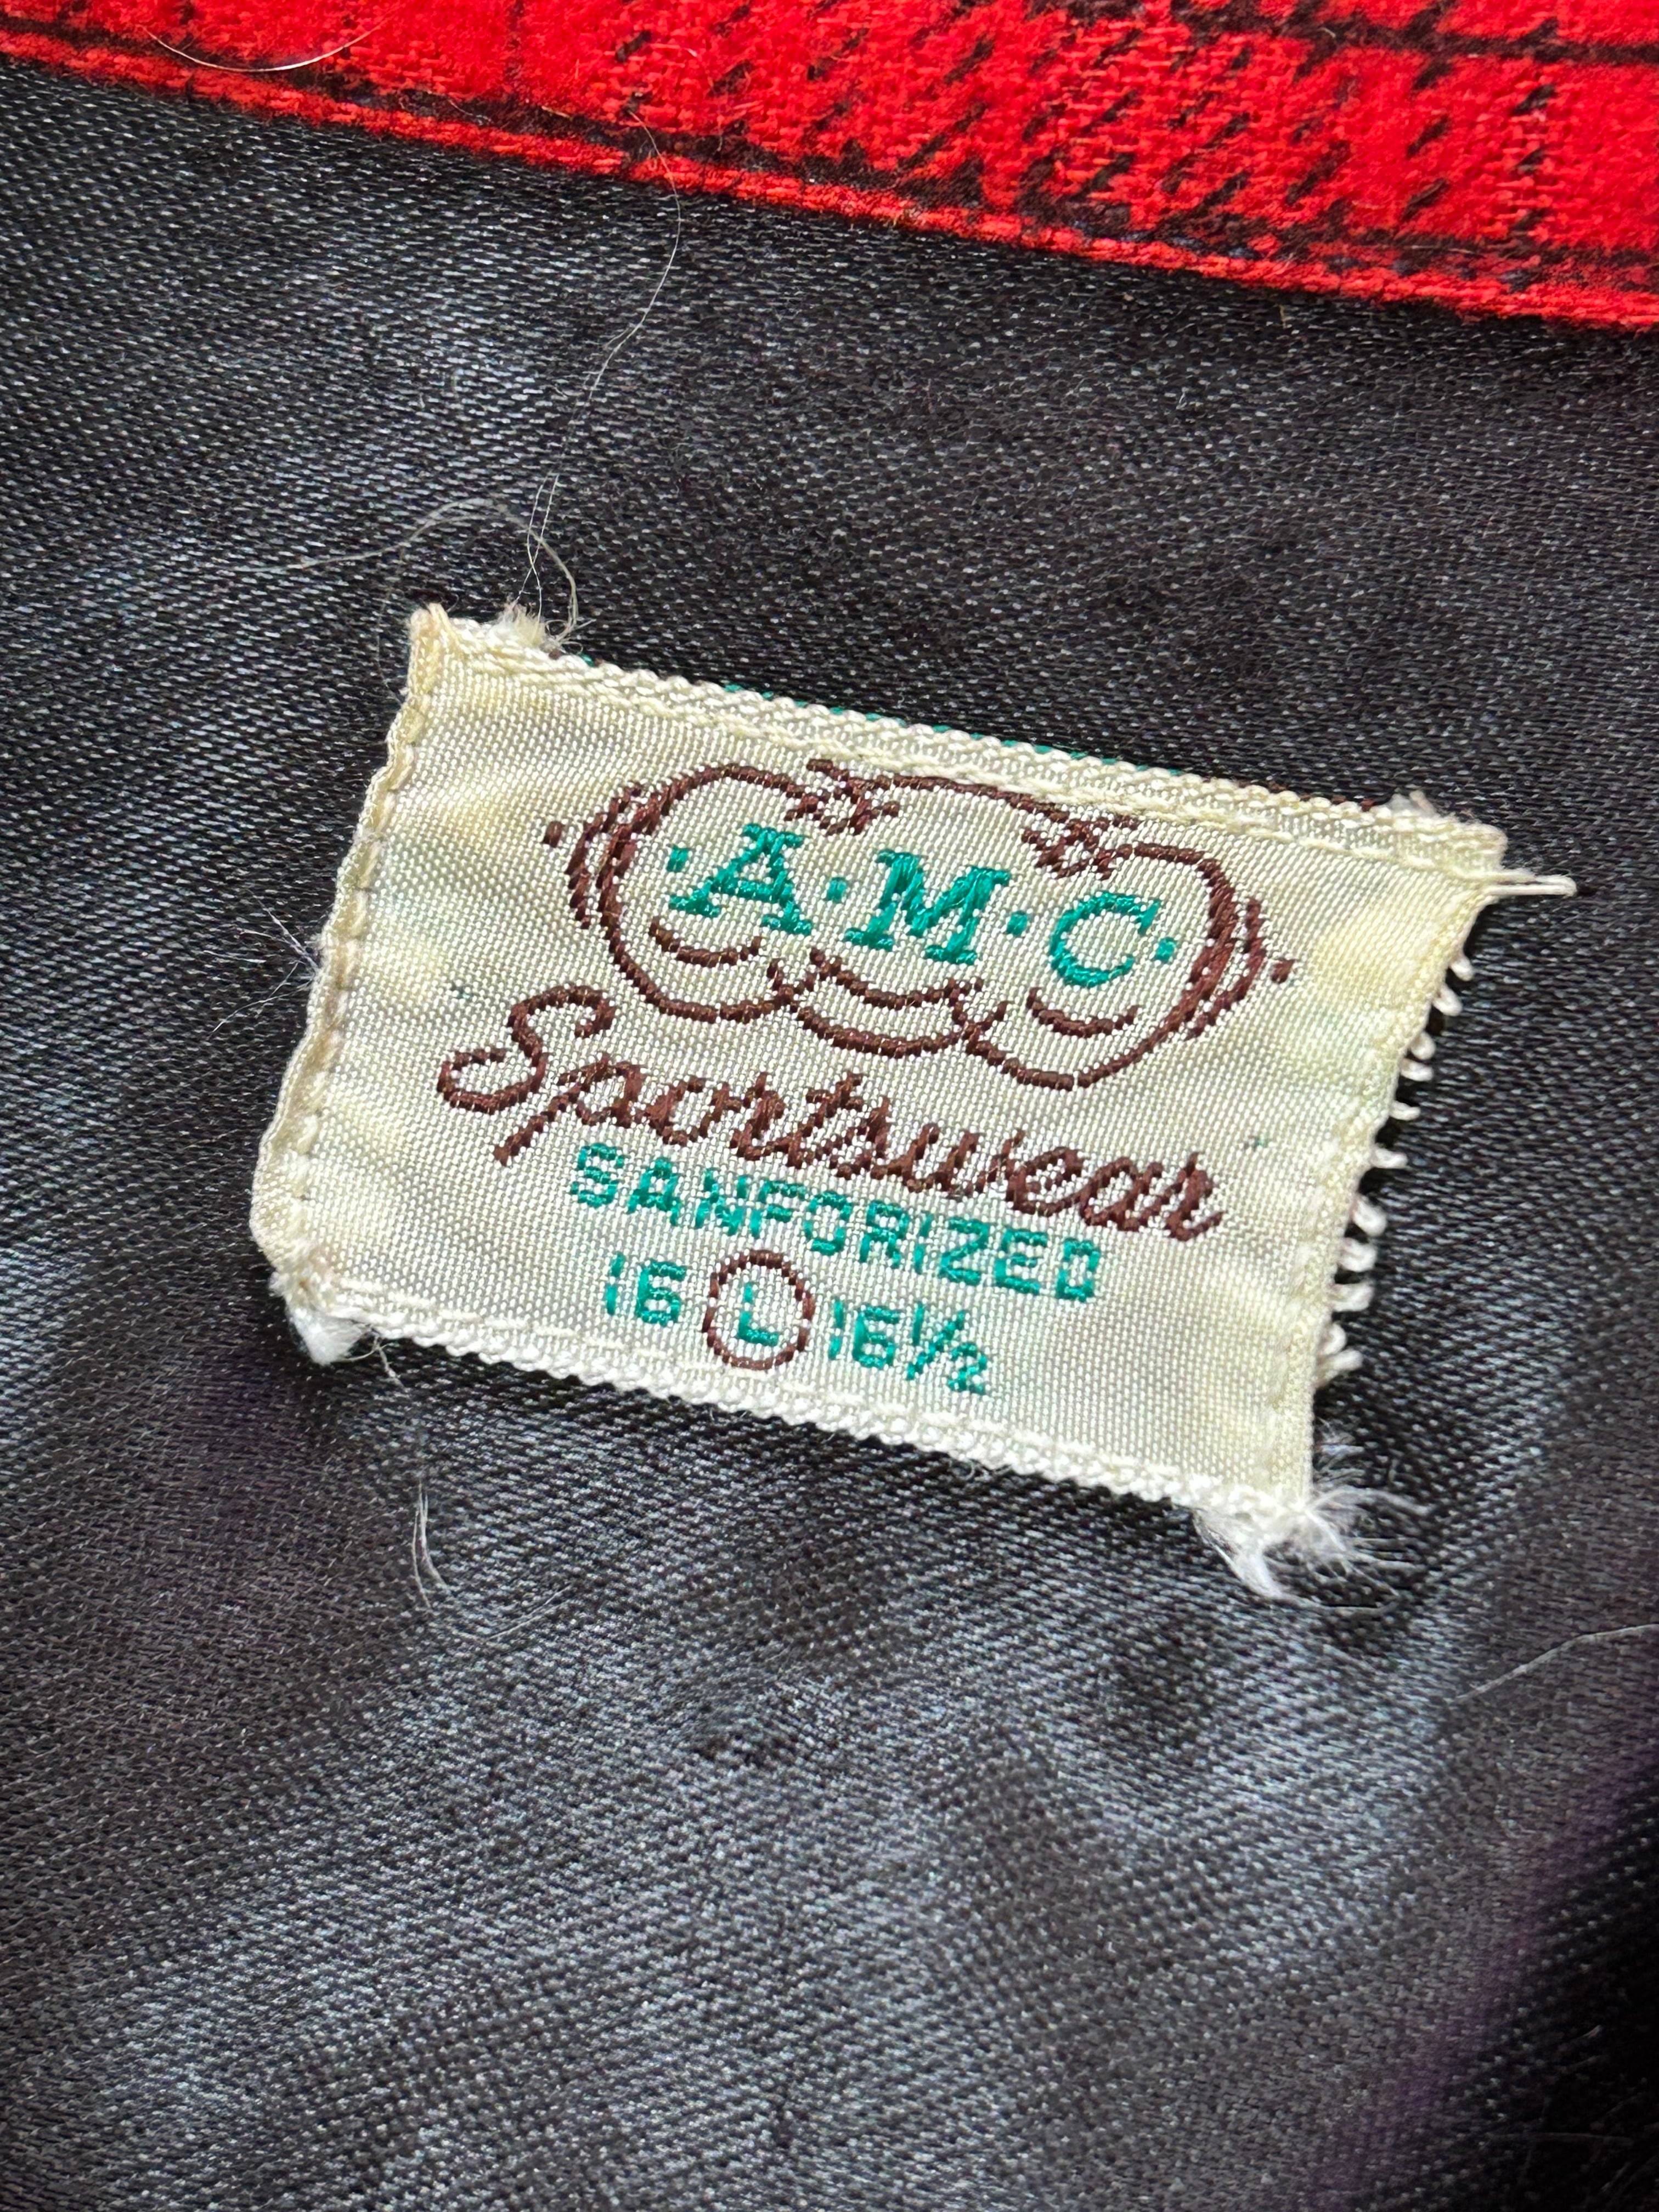 ·A·M·C·
Sportswear
SANFORIZED
16 L 16½